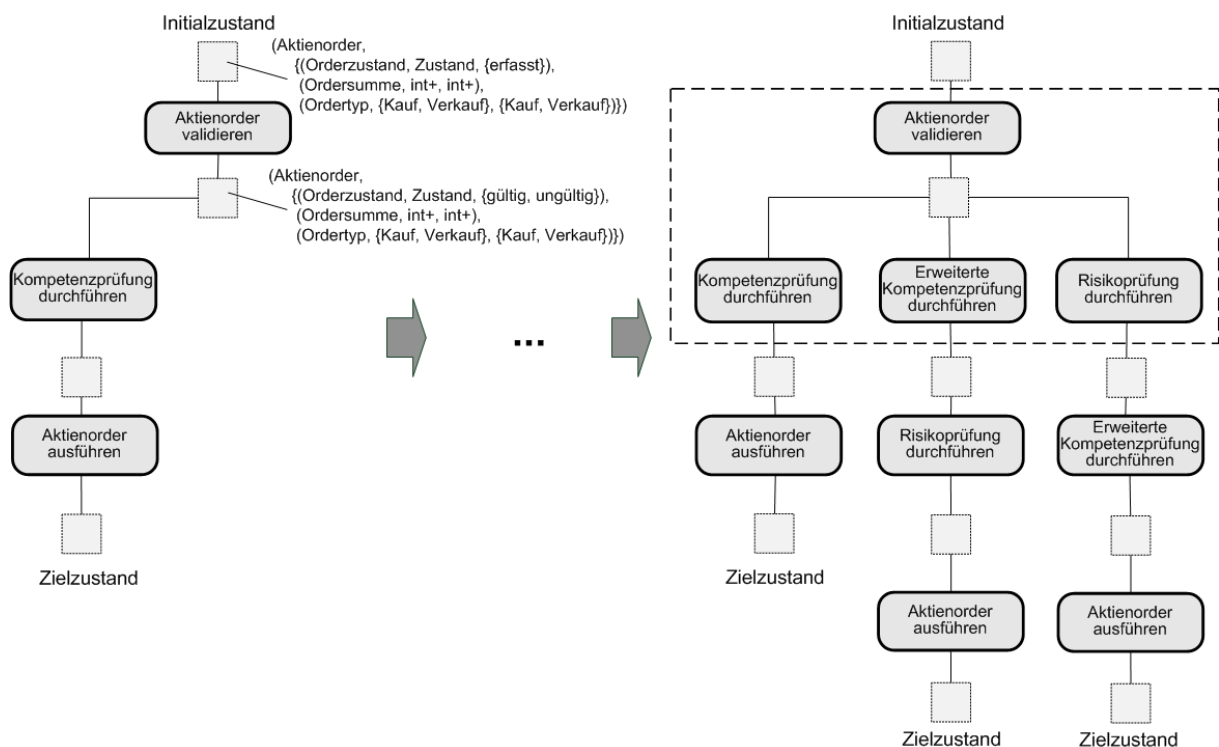 Initialzustand
(Aktienorder,
{(Orderzustand, Zustand, {erfasst}),
(Ordersumme, int+, int+),
(Ordertyp, {Kauf, Verkauf}, {Kauf, Verkauf})})
Aktienorder
validieren
(Aktienorder,
{(Orderzustand, Zustand, {gültig, ungültig}),
(Ordersumme, int+, int+),
(Ordertyp, {Kauf, Verkauf}, {Kauf, Verkauf})})
Kompetenzprüfung
durchführen
Aktienorder
ausführen
Zielzustand
...
Initialzustand
Aktienorder
validieren
Kompetenzprüfung
durchführen
Erweiterte
Kompetenzprüfung
durchführen
Risikoprüfung
durchführen
Aktienorder
ausführen
Risikoprüfung
durchführen
Erweiterte
Kompetenzprüfung
durchführen
Zielzustand
Aktienorder
ausführen
Aktienorder
ausführen
Zielzustand
Zielzustand